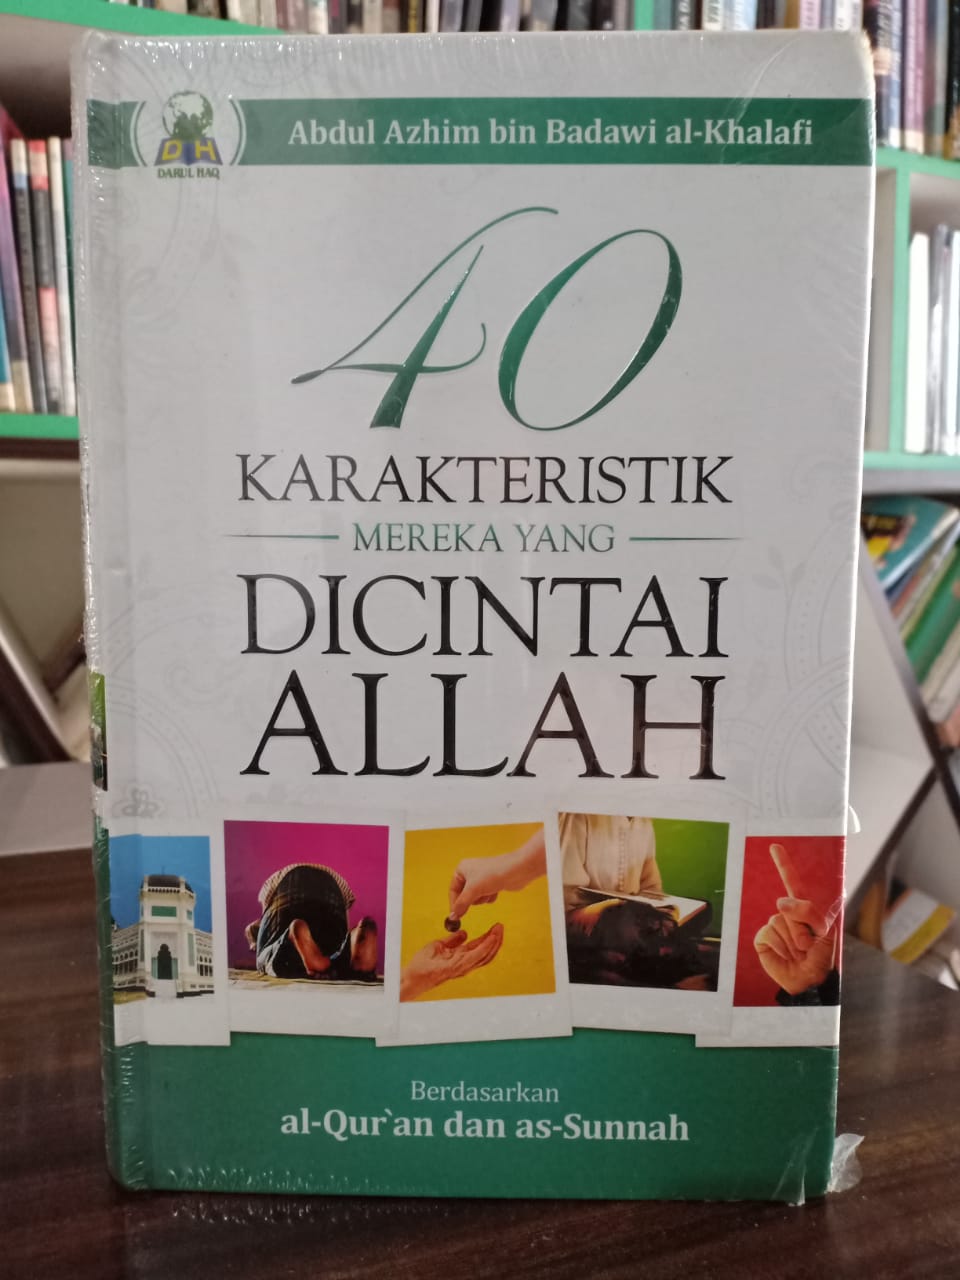 Abdul Azhim bin Badawi al-Khalafi
DH
DARUL HAQ
40
KARAKTERISTIK
MEREKA YANG
DICINTAI
ALLAH
Berdasarkan
al-Qur`an dan as-Sunnah